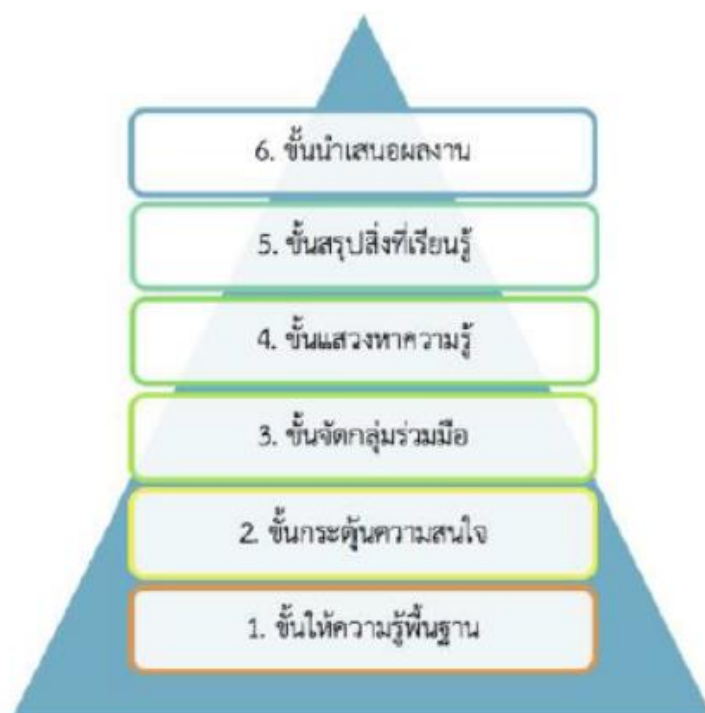 6. ขั้นนำเสนอผลงาน
5. ขั้นสรุปสิ่งที่เรียนรู้
4. ขั้นแสวงหาความรู้
3. ขั้นจัดกลุ่มร่วมมือ
2. ขั้นกระตุ้นความสนใจ
1. ขั้นให้ความรู้พื้นฐาน